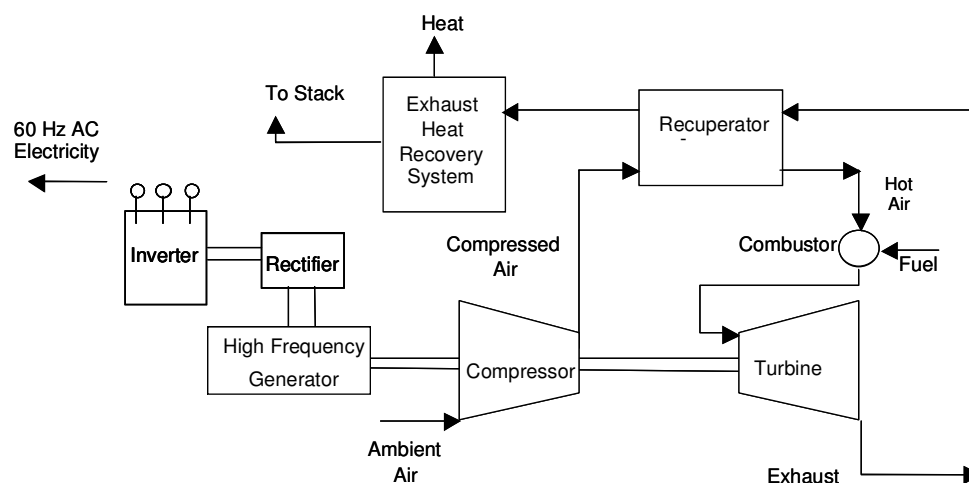 Heat
To Stack
Exhaust
Heat
Recovery
System
Recuperator
60 Hz AC
Electricity
Hot
Air
Inverter
Rectifier
Compressed
Air
Combustor
Fuel
High Frequency
Generator
Compressor
Turbine
Ambient
Air
Exhaust